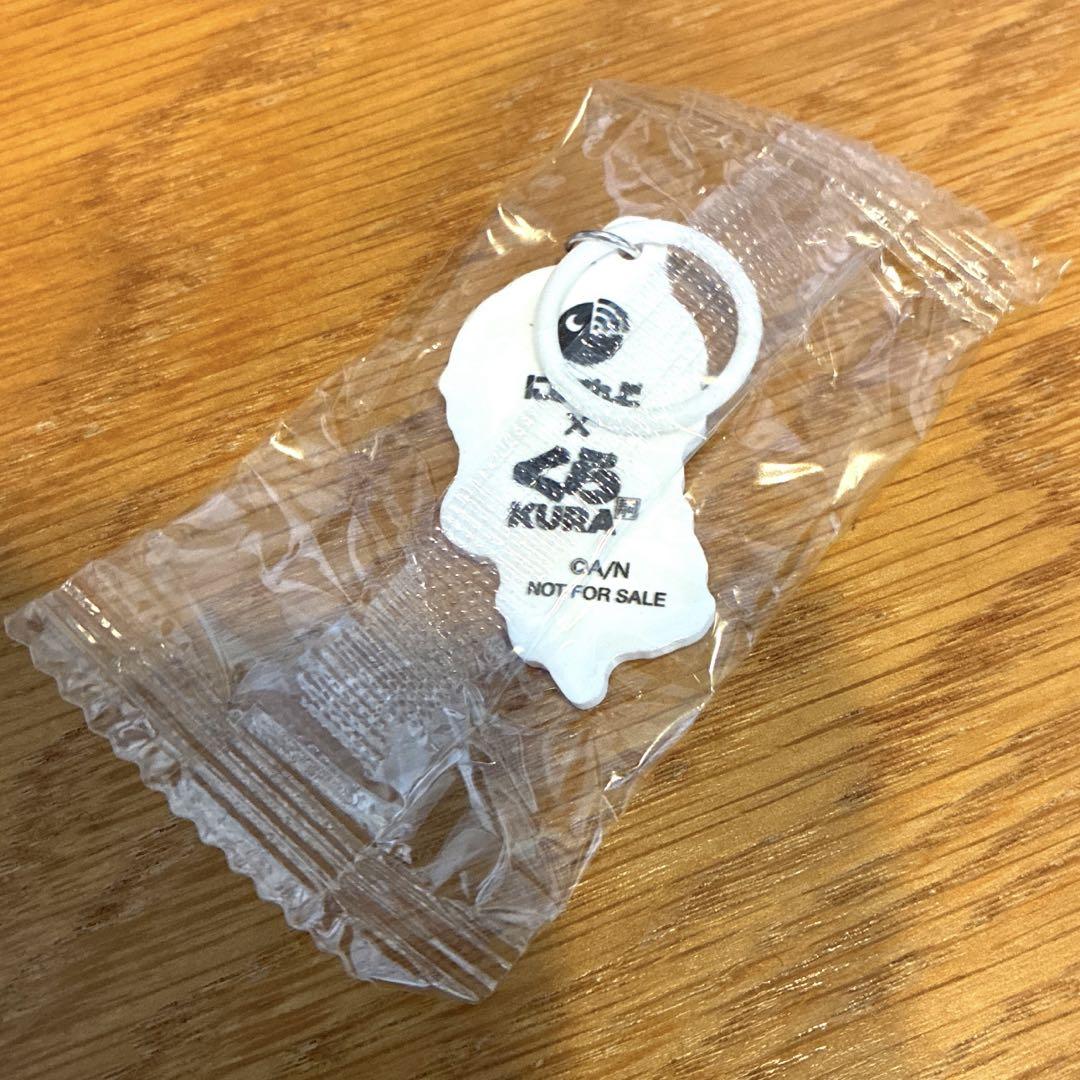 ×
くら
KURA
©A/N
NOT FOR SALE